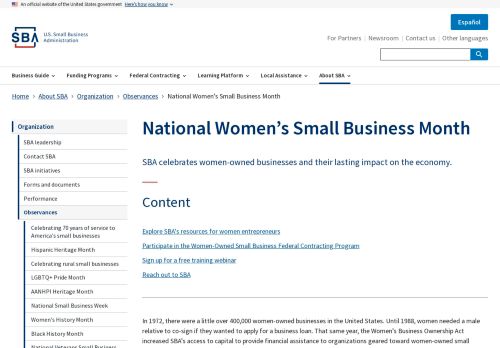 An official website of the United States government Here's how you know
Español
SBA U.S. Small Business
Administration
For Partners Newsroom Contact us Other languages
Business Guide Funding Programs Federal Contracting Learning Platform Local Assistance About SBA
Home About SBA Organization Observances National Women's Small Business Month
Organization
SBA leadership
Contact SBA
SBA initiatives
Forms and documents
Performance
Observances
Celebrating 70 years of service to
America's small businesses
Hispanic Heritage Month
Celebrating rural small businesses
LGBTQ+ Pride Month
AANHPI Heritage Month
National Small Business Week
Women's History Month
Black History Month
National Veterans Small Business
National Women's Small Business Month
SBA celebrates women-owned businesses and their lasting impact on the economy.
Content
Explore SBA's resources for women entrepreneurs
Participate in the Women-Owned Small Business Federal Contracting Program
Sign up for a free training webinar
Reach out to SBA
In 1972, there were a little over 400,000 women-owned businesses in the United States. Until 1988, women needed a male
relative to co-sign if they wanted to apply for a business loan. That same year, the Women's Business Ownership Act
increased SBA's access to capital to provide financial assistance to organizations geared toward women-owned small